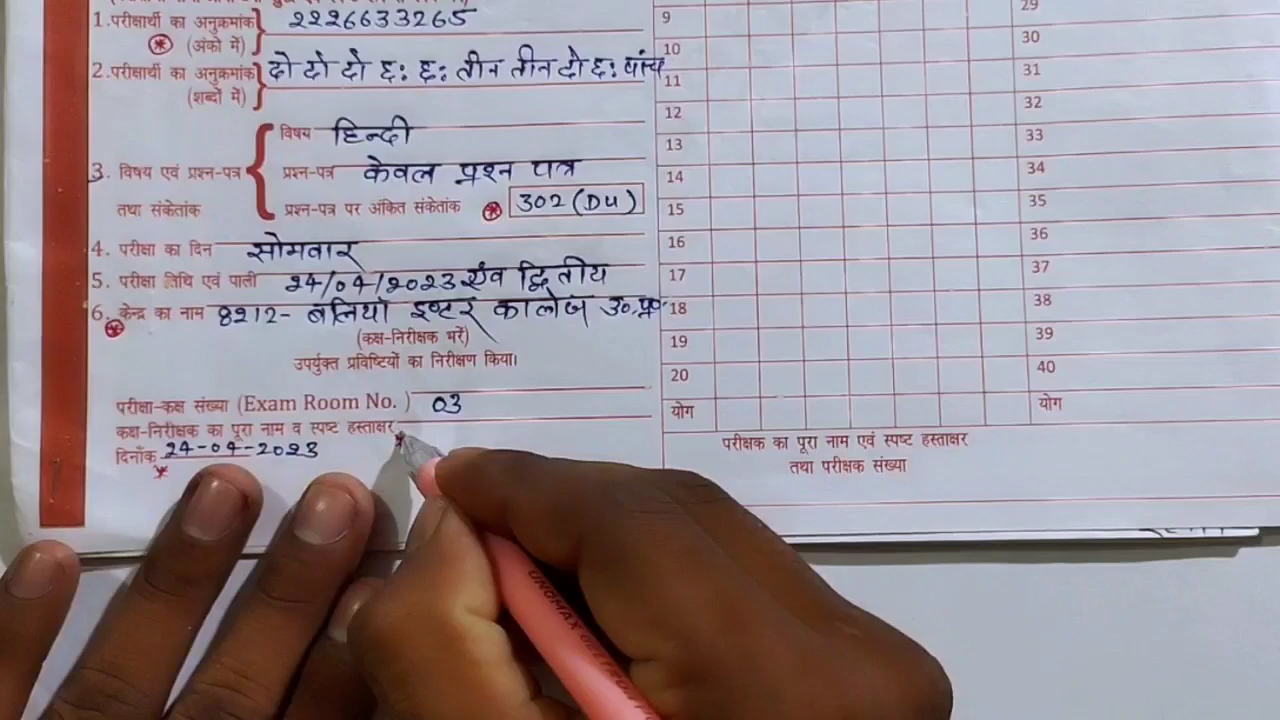 1.परीक्षार्थी का अनुक्रमांक } 2226633265
(अंको में)
2.परीक्षार्थी का अनुक्रमांक } दो दो दो छः छः तीन तीन दो छः पांच
(शब्दों में)
विषय हिन्दी
3. विषय एवं प्रश्न-पत्र { प्रश्न-पत्र केवल प्रश्न पत्र
तथा संकेतांक प्रश्न-पत्र पर अंकित संकेतांक 302 (DU)
4. परीक्षा का दिन सोमवार
5. परीक्षा तिथि एवं पाली 24/04/2023 एंव द्वितीय
6. केन्द्र का नाम 8212- बलिया इण्टर कालेज उ.प्र.
(कक्ष-निरीक्षक भरें)
उपर्युक्त प्रविष्टियों का निरीक्षण किया।
परीक्षा-कक्ष संख्या (Exam Room No. ) 03
कक्ष-निरीक्षक का पूरा नाम व स्पष्ट हस्ताक्षर
दिनाँक 24-04-2023
29
9 30
10 31
11 32
12 33
13 34
14 35
15 36
16 37
17 38
18 39
19 40
20
योग योग
परीक्षक का पूरा नाम एवं स्पष्ट हस्ताक्षर
तथा परीक्षक संख्या
UNOMAX